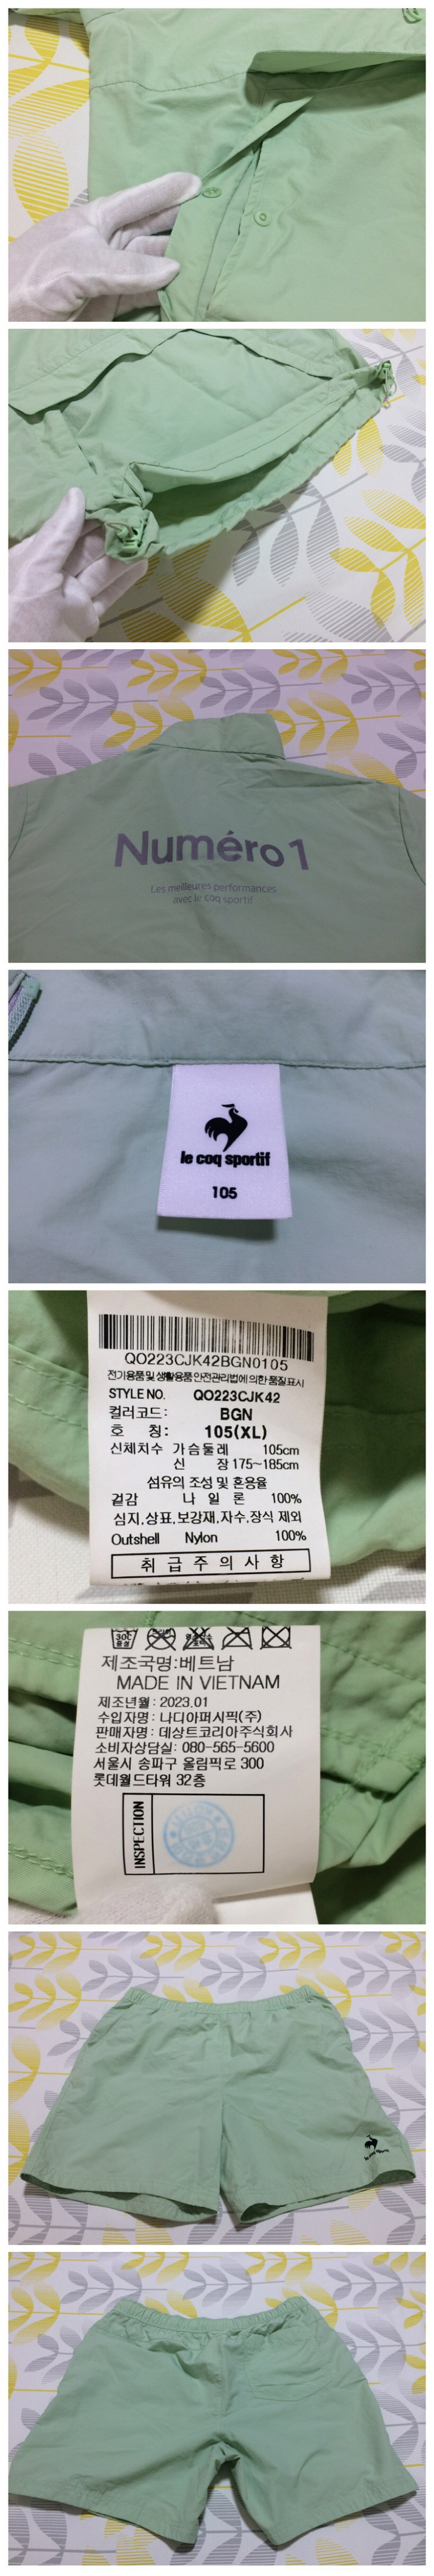 Numéro 1
Les meilleures performances
avec le coq sportif
le coq sportif
105
QO223CJK42BGN0105
전기용품 및 생활용품 안전관리법에 의한 품질표시
STYLE NO. QO223CJK42
컬러코드: BGN
호 칭: 105(XL)
신체치수 가슴둘레 105cm
신 장 175~185cm
섬유의 조성 및 혼용율
겉감 나 일 론 100%
심지,상표,보강재,자수,장식 제외
Outshell Nylon 100%
취 급 주 의 사 항
30C
제조국명:베트남
MADE IN VIETNAM
제조년월 : 2023.01
수입자명 : 나디아퍼시픽(주)
판매자명 : 데상트코리아주식회사
소비자상담실: 080-565-5600
서울시 송파구 올림픽로 300
롯데월드타워 32층
INSPECTION
le coq sportif